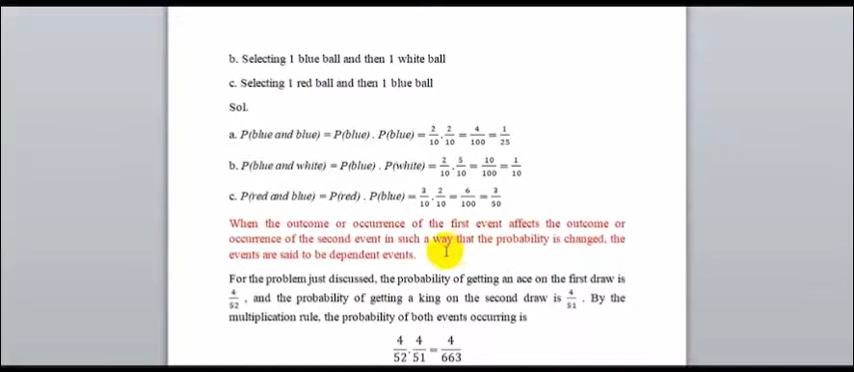 b. Selecting 1 blue ball and then 1 white ball
c. Selecting 1 red ball and then 1 blue ball
Sol.
a. P(blue and blue) = P(blue) . P(blue) = 2/10 . 2/10 = 4/100 = 1/25
b. P(blue and white) = P(blue) . P(white) = 2/10 . 5/10 = 10/100 = 1/10
c. P(red and blue) = P(red) . P(blue) = 3/10 . 2/10 = 6/100 = 3/50
When the outcome or occurrence of the first event affects the outcome or
occurrence of the second event in such a way that the probability is changed, the
events are said to be dependent events.
For the problem just discussed, the probability of getting an ace on the first draw is
4/52 , and the probability of getting a king on the second draw is 4/51 . By the
multiplication rule, the probability of both events occurring is
4/52 . 4/51 = 4/663